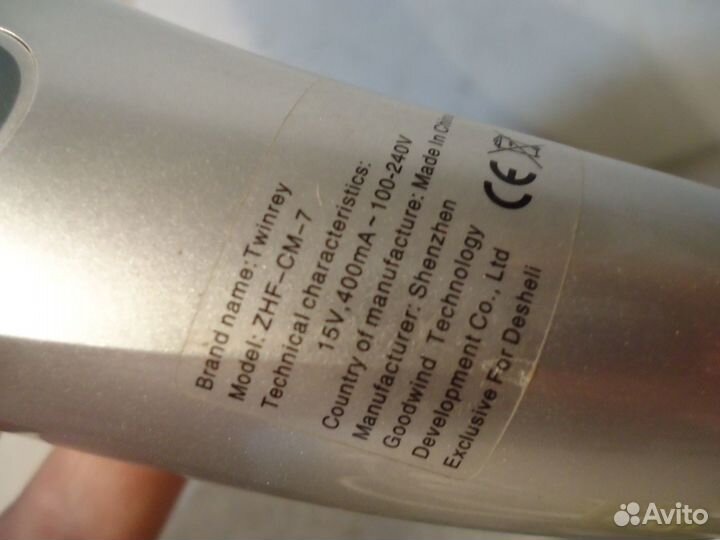 Brand name: Twinrey
Model: ZHF-CM-7
Technical characteristics:
15V, 400mA ~ 100-240V
Country of manufacture: Made In China
Manufacturer: Shenzhen
Goodwind Technology
Development Co., Ltd
Exclusive For Desheli
CE
Avito